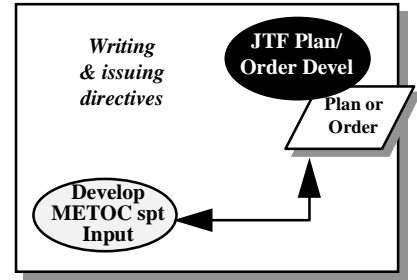 Writing
& issuing
directives
JTF Plan/
Order Devel
Plan or
Order
Develop
METOC spt
Input